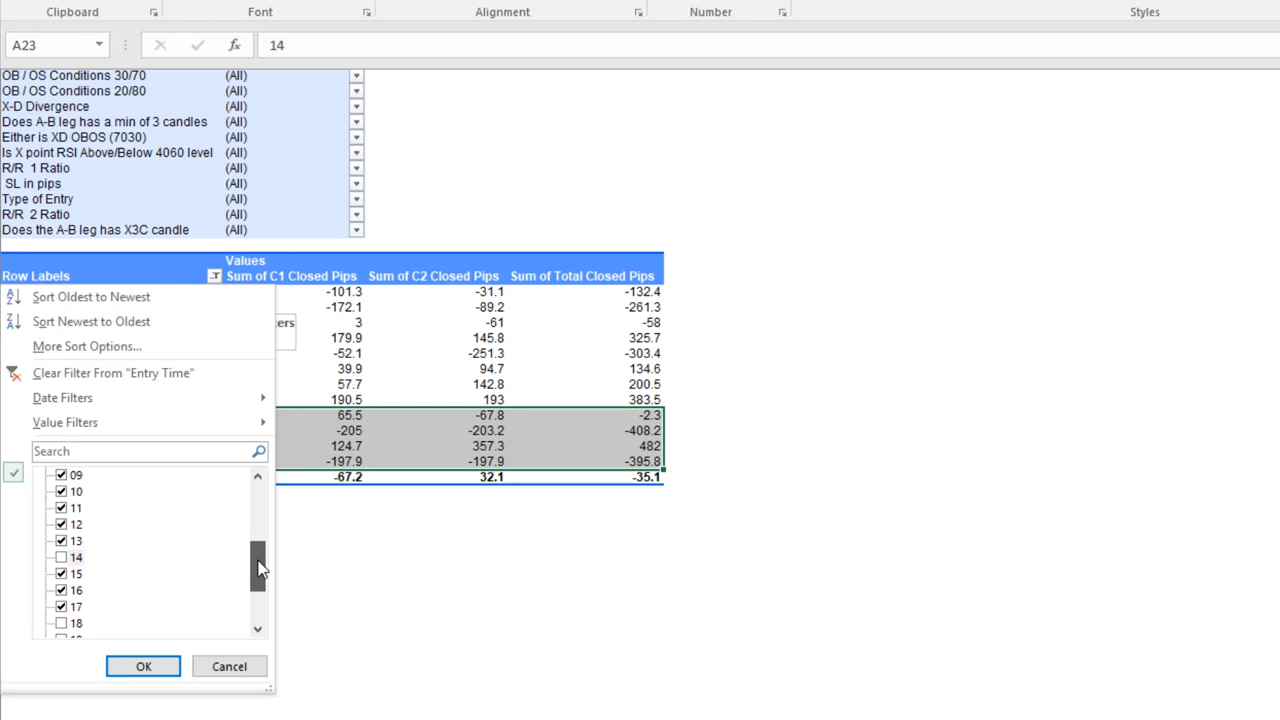 Clipboard Font Alignment Number Styles
A23 fx 14
OB / OS Conditions 30/70 (All)
OB / OS Conditions 20/80 (All)
X-D Divergence (All)
Does A-B leg has a min of 3 candles (All)
Either is XD OBOS (7030) (All)
Is X point RSI Above/Below 4060 level (All)
R/R 1 Ratio (All)
SL in pips (All)
Type of Entry (All)
R/R 2 Ratio (All)
Does the A-B leg has X3C candle (All)
Values
Row Labels Sum of C1 Closed Pips Sum of C2 Closed Pips Sum of Total Closed Pips
-101.3 -31.1 -132.4
-172.1 -89.2 -261.3
3 -61 -58
179.9 145.8 325.7
-52.1 -251.3 -303.4
39.9 94.7 134.6
57.7 142.8 200.5
190.5 193 383.5
65.5 -67.8 -2.3
-205 -203.2 -408.2
124.7 357.3 482
-197.9 -197.9 -395.8
-67.2 32.1 -35.1
Sort Oldest to Newest
Sort Newest to Oldest
More Sort Options...
Clear Filter From "Entry Time"
Date Filters
Value Filters
Search
09
10
11
12
13
14
15
16
17
18
OK Cancel